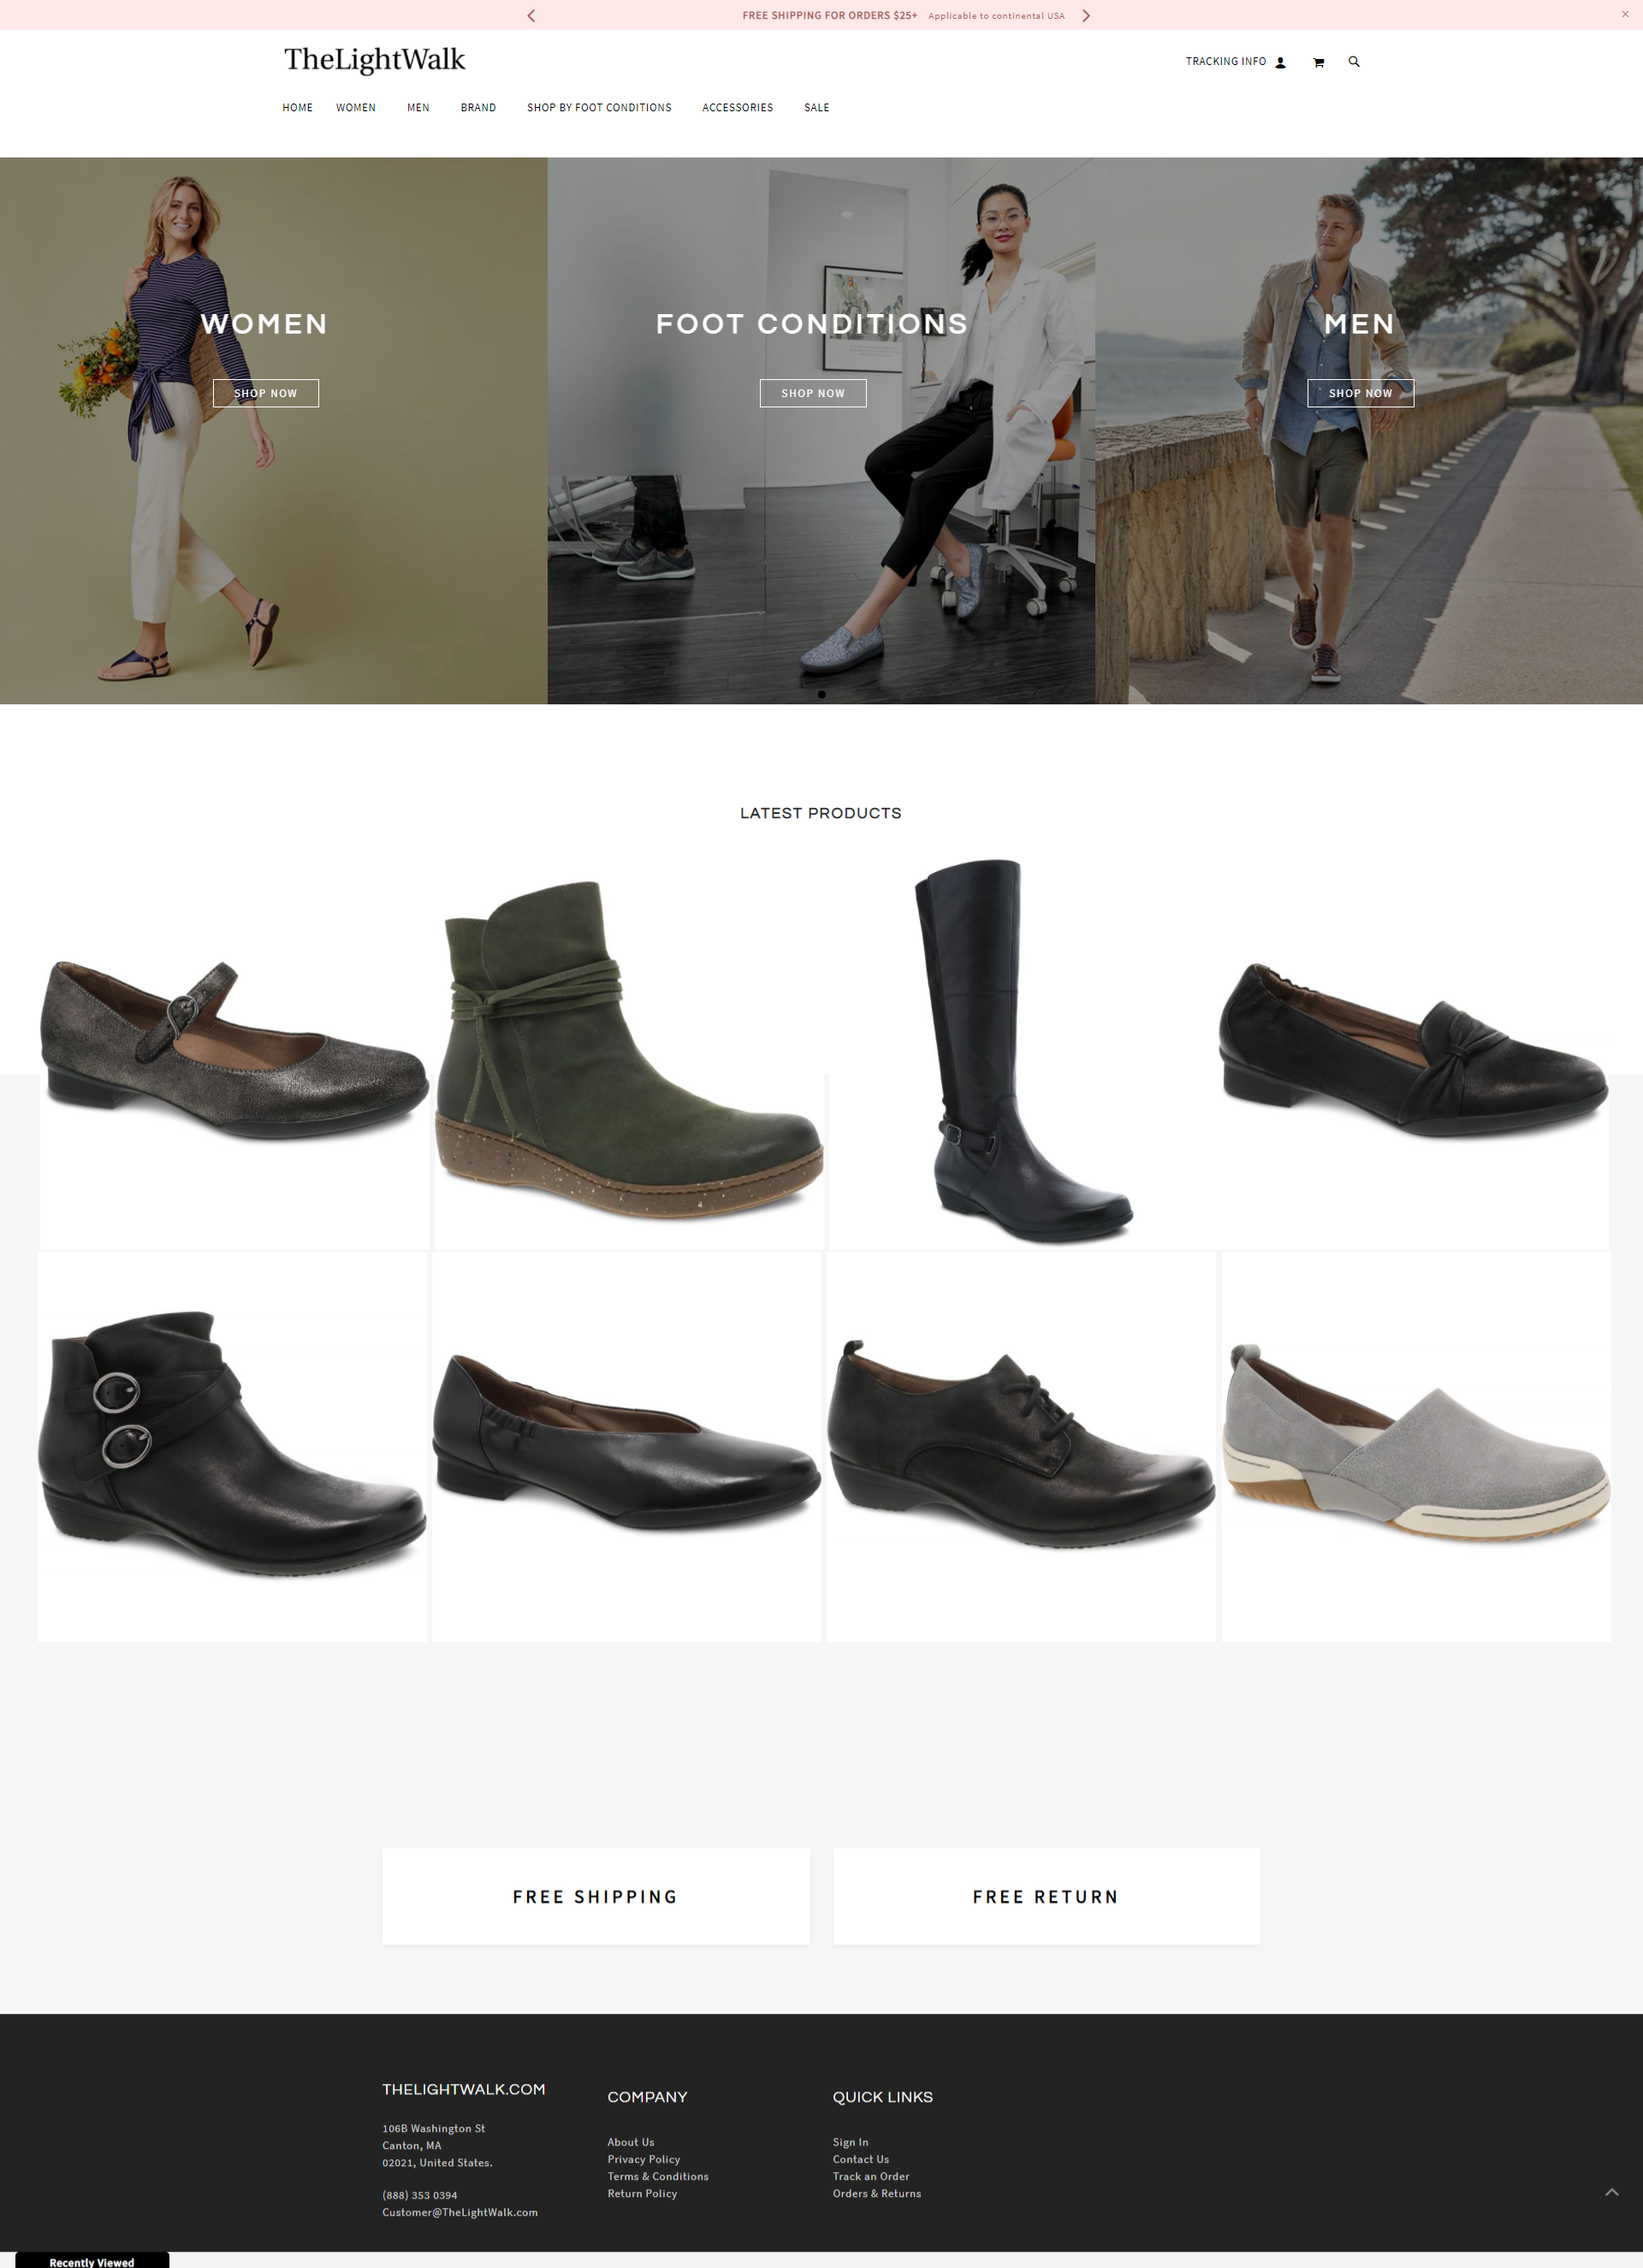 FREE SHIPPING FOR ORDERS $25+ Applicable to continental USA
TheLightWalk
TRACKING INFO
HOME WOMEN MEN BRAND SHOP BY FOOT CONDITIONS ACCESSORIES SALE
WOMEN
SHOP NOW
FOOT CONDITIONS
SHOP NOW
MEN
SHOP NOW
LATEST PRODUCTS
FREE SHIPPING
FREE RETURN
THELIGHTWALK.COM
106B Washington St
Canton, MA
02021, United States.
(888) 353 0394
Customer@TheLightWalk.com
COMPANY
About Us
Privacy Policy
Terms & Conditions
Return Policy
QUICK LINKS
Sign In
Contact Us
Track an Order
Orders & Returns
Recently Viewed